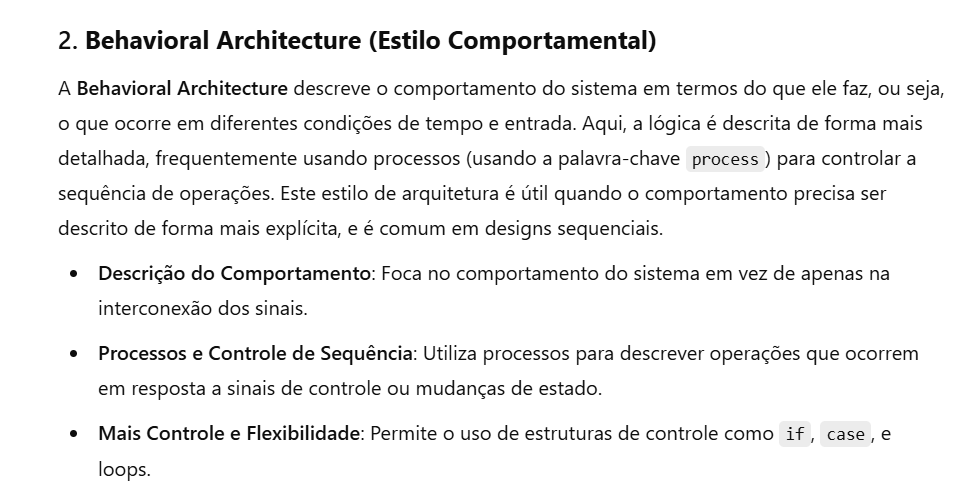 2. Behavioral Architecture (Estilo Comportamental)
A Behavioral Architecture descreve o comportamento do sistema em termos do que ele faz, ou seja,
o que ocorre em diferentes condições de tempo e entrada. Aqui, a lógica é descrita de forma mais
detalhada, frequentemente usando processos (usando a palavra-chave process) para controlar a
sequência de operações. Este estilo de arquitetura é útil quando o comportamento precisa ser
descrito de forma mais explícita, e é comum em designs sequenciais.
• Descrição do Comportamento: Foca no comportamento do sistema em vez de apenas na
interconexão dos sinais.
• Processos e Controle de Sequência: Utiliza processos para descrever operações que ocorrem
em resposta a sinais de controle ou mudanças de estado.
• Mais Controle e Flexibilidade: Permite o uso de estruturas de controle como if, case, e
loops.